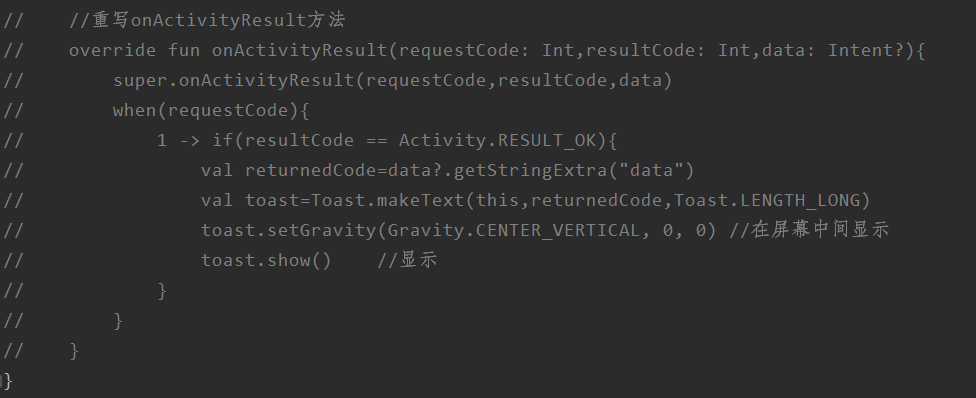 //    //重写onActivityResult方法
//    override fun onActivityResult(requestCode: Int,resultCode: Int,data: Intent?){
//        super.onActivityResult(requestCode,resultCode,data)
//        when(requestCode){
//            1 -> if(resultCode == Activity.RESULT_OK){
//                val returnedCode=data?.getStringExtra("data")
//                val toast=Toast.makeText(this,returnedCode,Toast.LENGTH_LONG)
//                toast.setGravity(Gravity.CENTER_VERTICAL, 0, 0) //在屏幕中间显示
//                toast.show()    //显示
//            }
//        }
//    }
}